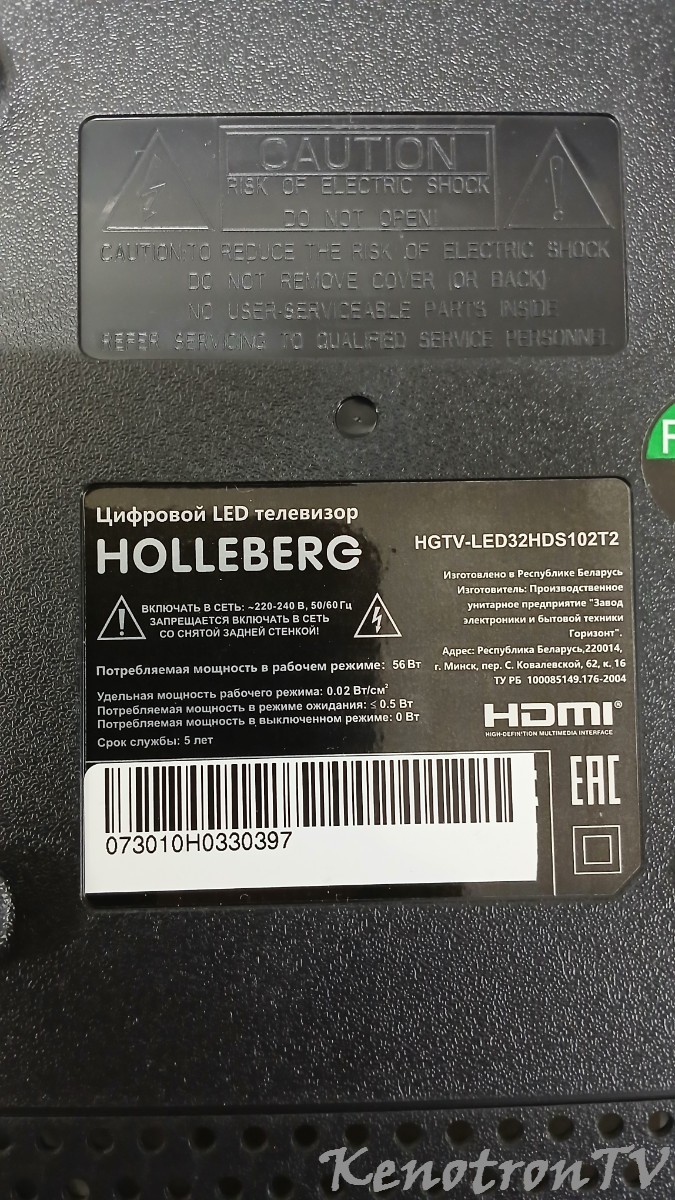 CAUTION
RISK OF ELECTRIC SHOCK
DO NOT OPEN!
CAUTION:TO REDUCE THE RISK OF ELECTRIC SHOCK
DO NOT REMOVE COVER (OR BACK)
NO USER-SERVICEABLE PARTS INSIDE
REFER SERVICING TO QUALIFIED SERVICE PERSONNEL
Цифровой LED телевизор
HOLLEBERG
HGTV-LED32HDS102T2
ВКЛЮЧАТЬ В СЕТЬ: ~220-240 В, 50/60 Гц
ЗАПРЕЩАЕТСЯ ВКЛЮЧАТЬ В СЕТЬ
СО СНЯТОЙ ЗАДНЕЙ СТЕНКОЙ!
Изготовлено в Республике Беларусь
Изготовитель: Производственное
унитарное предприятие "Завод
электроники и бытовой техники
Горизонт".
Адрес: Республика Беларусь,220014,
г. Минск, пер. С. Ковалевской, 62, к. 16
ТУ РБ 100085149.176-2004
Потребляемая мощность в рабочем режиме: 56 Вт
Удельная мощность рабочего режима: 0.02 Вт/см²
Потребляемая мощность в режиме ожидания: ≤ 0.5 Вт
Потребляемая мощность в выключенном режиме: 0 Вт
Срок службы: 5 лет
HDMI®
HIGH-DEFINITION MULTIMEDIA INTERFACE
EAC
073010H0330397
KenotronTV